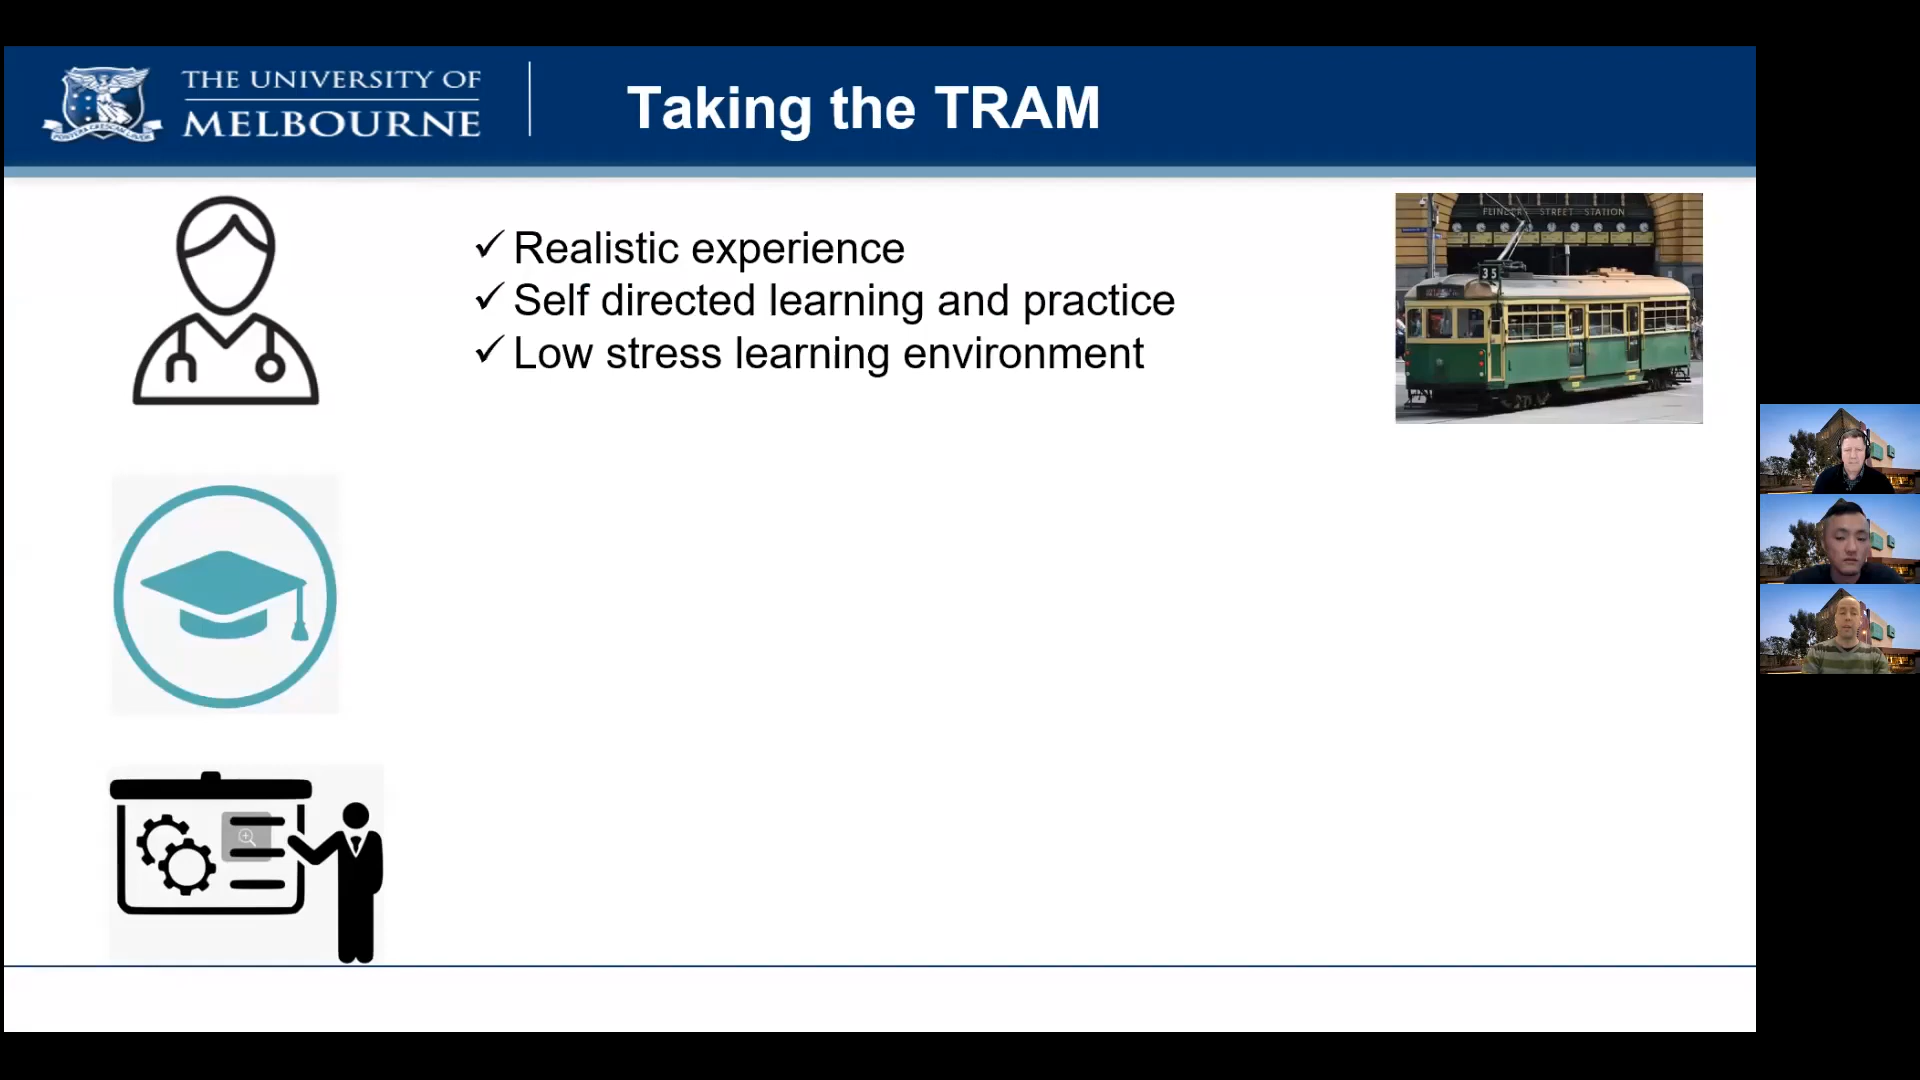 THE UNIVERSITY OF
MELBOURNE
Taking the TRAM
✓ Realistic experience
✓ Self directed learning and practice
✓ Low stress learning environment
FLINDERS STREET STATION
35